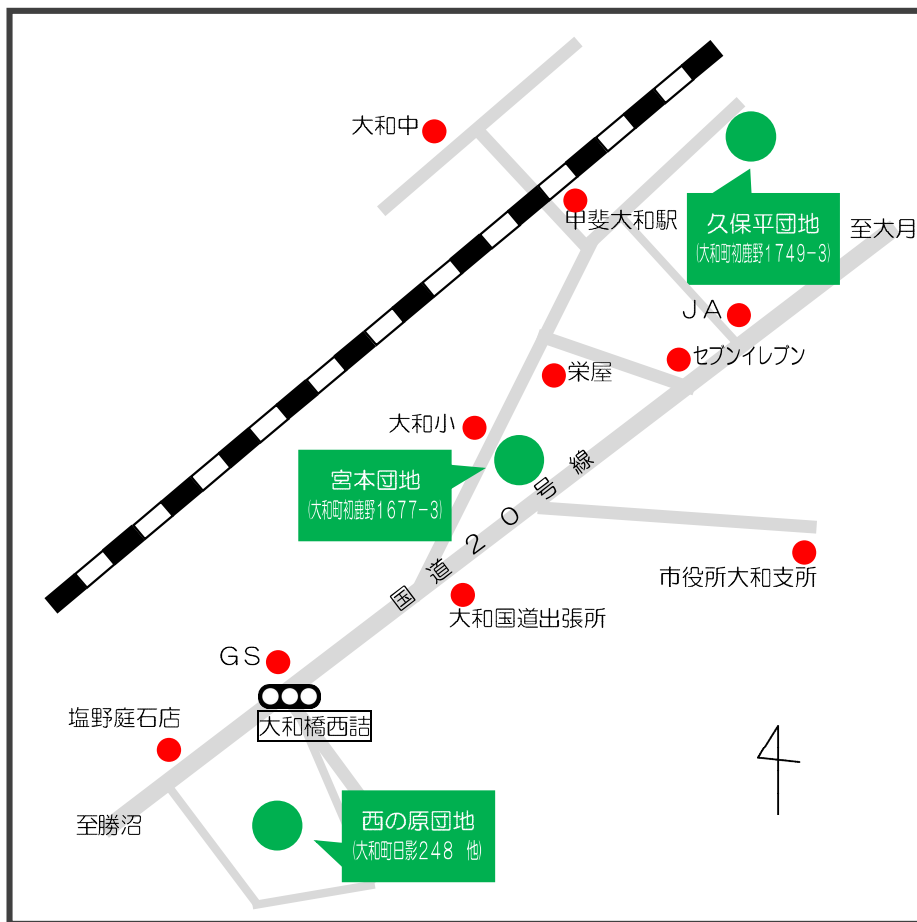 大和中
甲斐大和駅
久保平団地
(大和町初鹿野1749-3)
至大月
JA
セブンイレブン
栄屋
大和小
宮本団地
(大和町初鹿野1677-3)
国道20号線
市役所大和支所
大和国道出張所
GS
大和橋西詰
塩野庭石店
至勝沼
西の原団地
(大和町日影248 他)